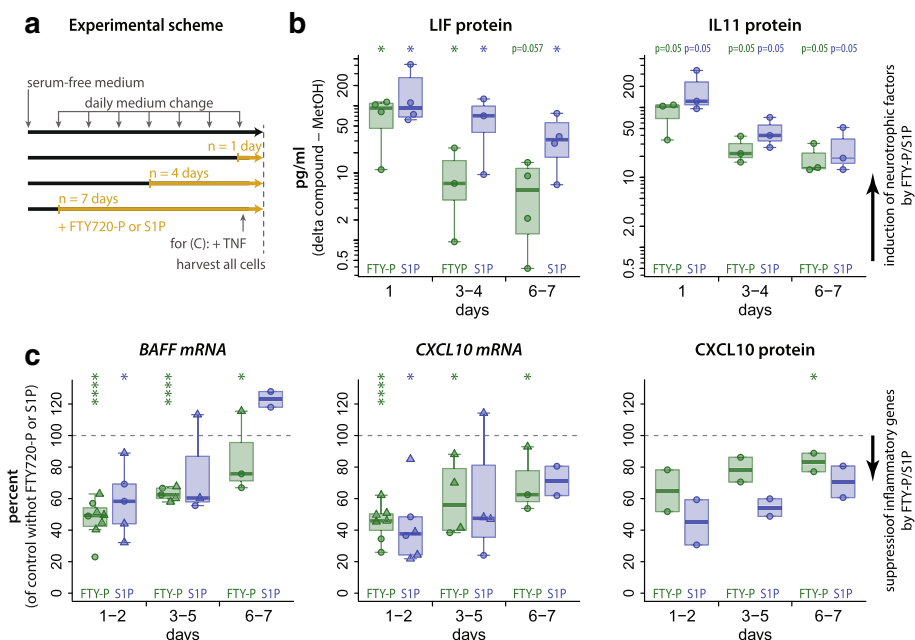 a
Experimental scheme
serum-free medium
daily medium change
n = 1 day
n = 4 days
n = 7 days
+ FTY720-P or S1P
for (C): + TNF
harvest all cells
b
LIF protein
IL11 protein
* * * * p=0.057 *
p=0.05 p=0.05 p=0.05 p=0.05 p=0.05 p=0.05
pg/ml
(delta compound – MetOH)
200
50
10
2
0.5
FTY-P S1P FTYP S1P FTY-P S1P
1 3–4 6–7
days
200
50
10
2.0
0.5
FTY-P S1P FTY-P S1P FTY-P S1P
1 3–4 6–7
days
induction of neurotrophic factors
by FTY-P/S1P
c
BAFF mRNA
CXCL10 mRNA
CXCL10 protein
**** * **** *
**** * * *
*
percent
(of control withot FTY720-P or S1P)
120
100
80
60
40
20
0
FTY-P S1P FTY-P S1P FTY-P S1P
1–2 3–5 6–7
days
120
100
80
60
40
20
0
FTY-P S1P FTY-P S1P FTY-P S1P
1–2 3–5 6–7
days
120
100
80
60
40
20
0
FTY-P S1P FTY-P S1P FTY-P S1P
1–2 3–5 6–7
days
suppressioof inflamatory genes
by FTY-P/S1P